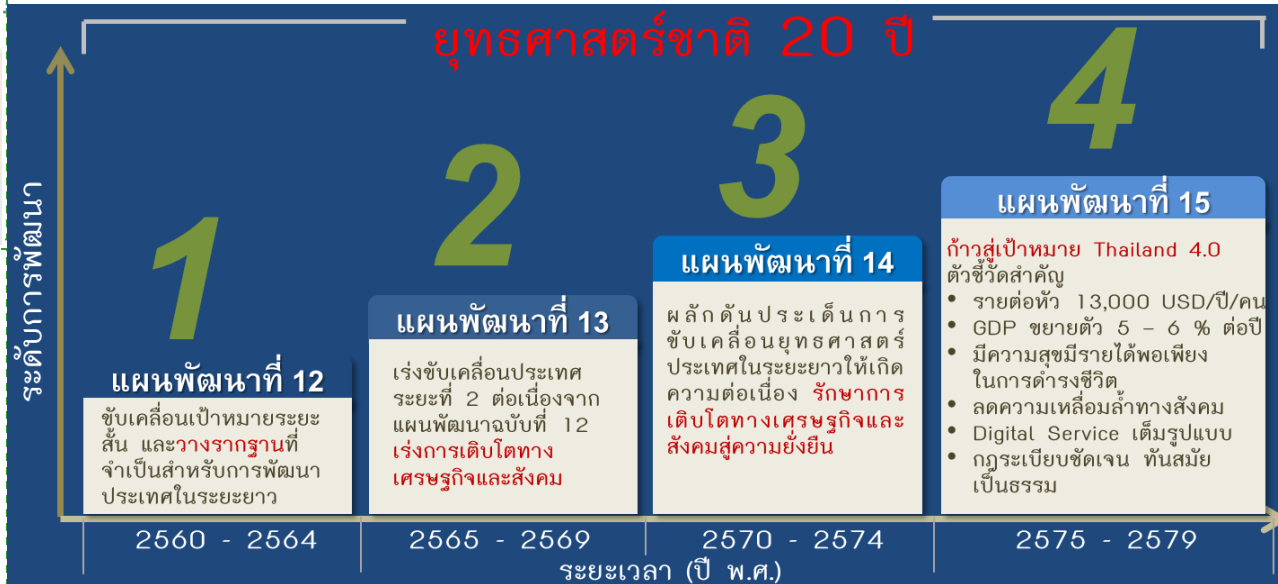 ยุทธศาสตร์ชาติ 20 ปี
ระดับการพัฒนา
1
แผนพัฒนาที่ 12
ขับเคลื่อนเป้าหมายระยะ
สั้น และวางรากฐานที่
จำเป็นสำหรับการพัฒนา
ประเทศในระยะยาว
2560 - 2564
2
แผนพัฒนาที่ 13
เร่งขับเคลื่อนประเทศ
ระยะที่ 2 ต่อเนื่องจาก
แผนพัฒนาฉบับที่ 12
เร่งการเติบโตทาง
เศรษฐกิจและสังคม
2565 - 2569
3
แผนพัฒนาที่ 14
ผลักดันประเด็นการ
ขับเคลื่อนยุทธศาสตร์
ประเทศในระยะยาวให้เกิด
ความต่อเนื่อง รักษาการ
เติบโตทางเศรษฐกิจและ
สังคมสู่ความยั่งยืน
2570 - 2574
4
แผนพัฒนาที่ 15
ก้าวสู่เป้าหมาย Thailand 4.0
ตัวชี้วัดสำคัญ
• รายต่อหัว 13,000 USD/ปี/คน
• GDP ขยายตัว 5 – 6 % ต่อปี
• มีความสุขมีรายได้พอเพียง
ในการดำรงชีวิต
• ลดความเหลื่อมล้ำทางสังคม
• Digital Service เต็มรูปแบบ
• กฎระเบียบชัดเจน ทันสมัย
เป็นธรรม
2575 - 2579
ระยะเวลา (ปี พ.ศ.)